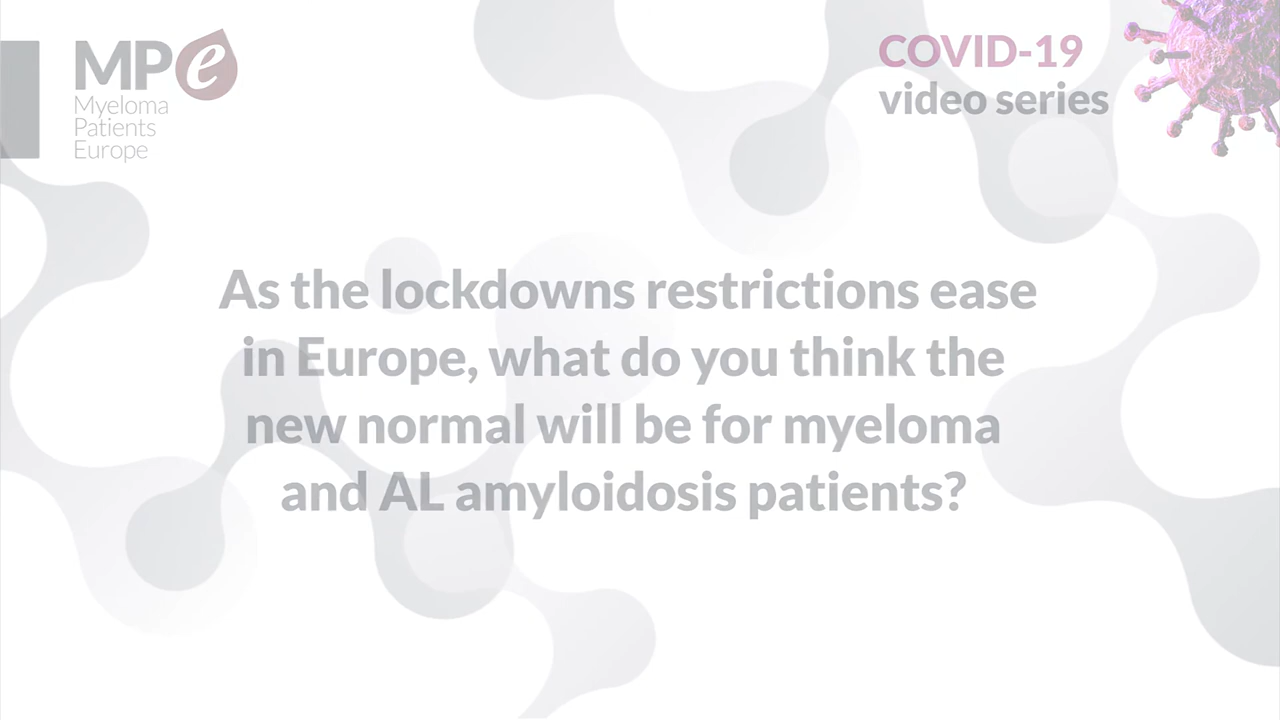 MPe
Myeloma
Patients
Europe
COVID-19
video series
As the lockdowns restrictions ease
in Europe, what do you think the
new normal will be for myeloma
and AL amyloidosis patients?